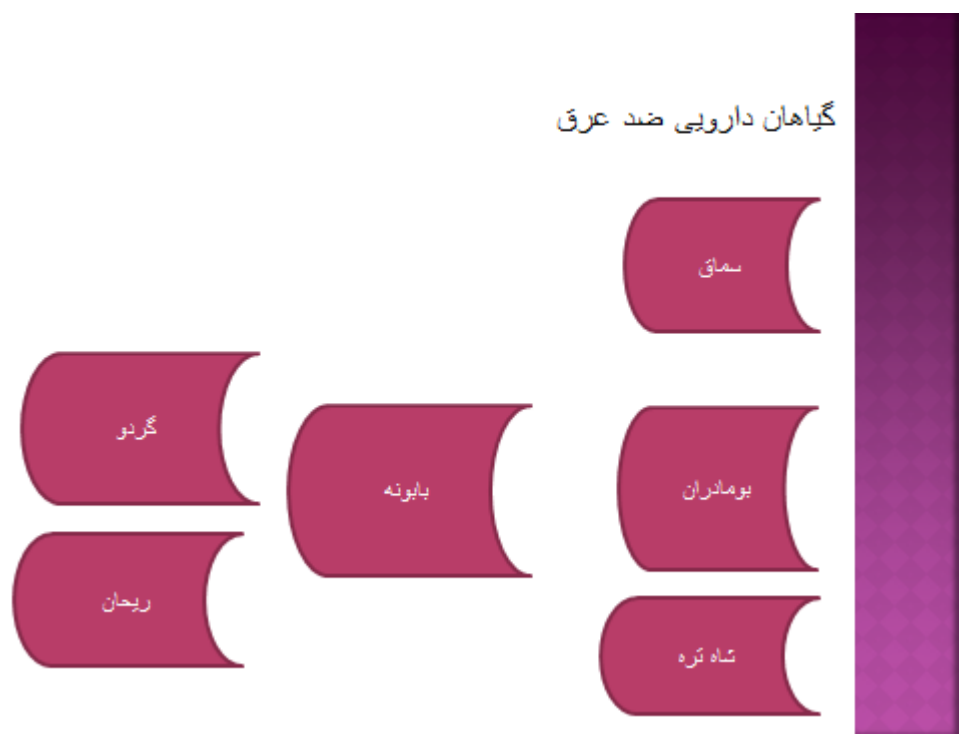 گیاهان دارویی ضد عرق
سماق
بومادران
شاه تره
بابونه
گردو
ریحان